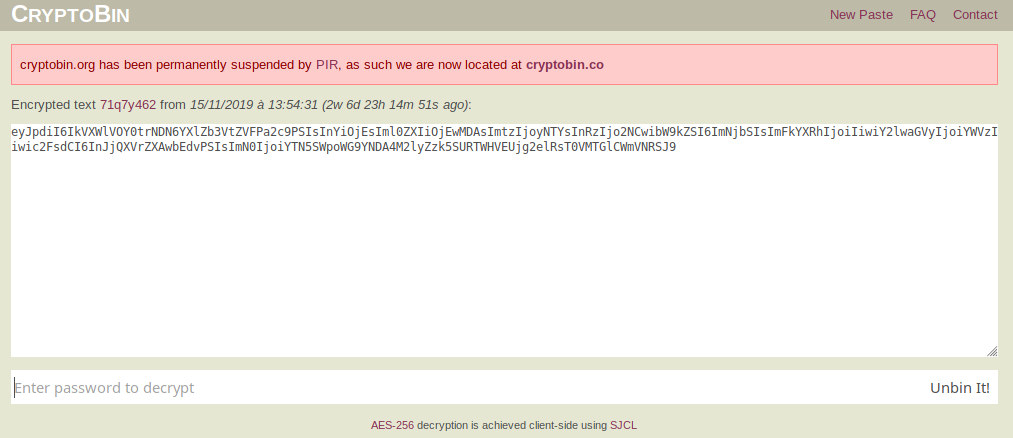 CRYPTOBIN
New Paste FAQ Contact
cryptobin.org has been permanently suspended by PIR, as such we are now located at cryptobin.co
Encrypted text 71q7y462 from 15/11/2019 à 13:54:31 (2w 6d 23h 14m 51s ago):
eyJpdiI6IkVXWlVOY0trNDN6YXlZb3VtZVFPa2c9PSIsInYiOjEsIml0ZXIiOjEwMDAsImtzIjoyNTYsInRzIjo2NCwibW9kZSI6ImNjbSIsImFkYXRhIjoiIiwiY2lwaGVyIjoiYWVzI
iwic2FsdCI6InJjQXVrZXAwbEdvPSIsImN0IjoiYTN5SWpoWG9YNDA4M2lyZzk5SURTWHVEUjg2elRsT0VMTGlCWmVNRSJ9
Enter password to decrypt Unbin It!
AES-256 decryption is achieved client-side using SJCL